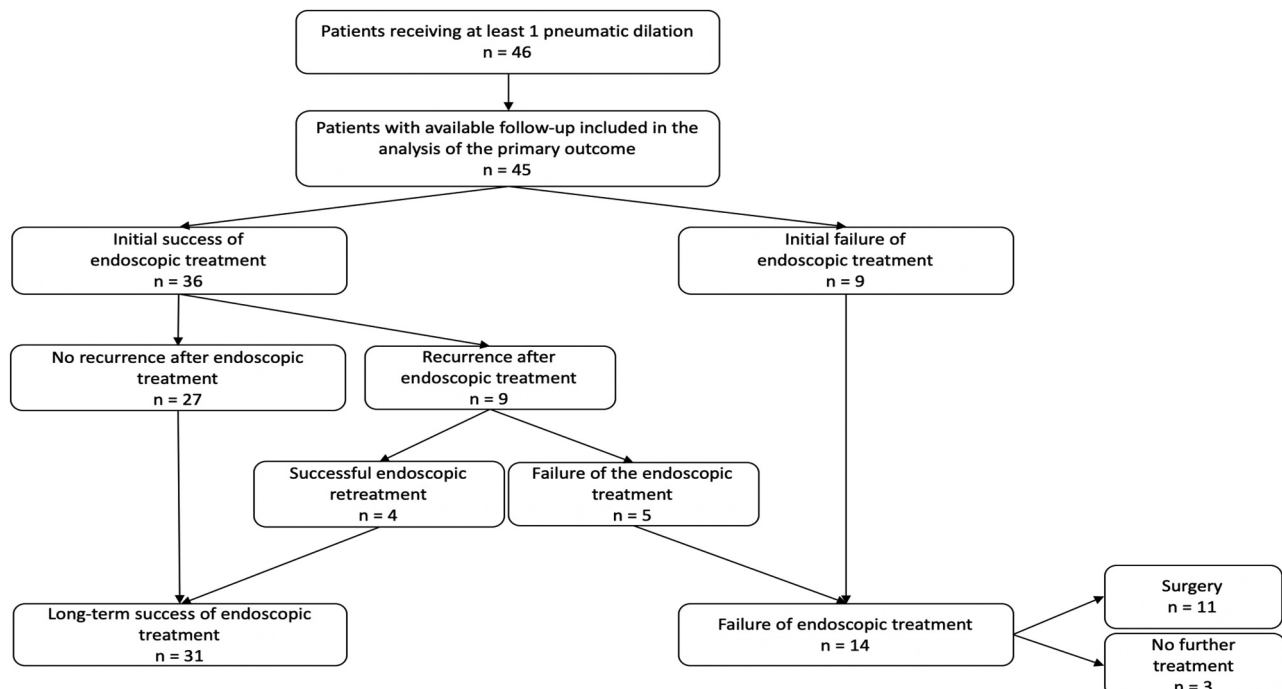 Patients receiving at least 1 pneumatic dilation
n = 46
Patients with available follow-up included in the
analysis of the primary outcome
n = 45
Initial success of
endoscopic treatment
n = 36
Initial failure of
endoscopic treatment
n = 9
No recurrence after endoscopic
treatment
n = 27
Recurrence after
endoscopic treatment
n = 9
Successful endoscopic
retreatment
n = 4
Failure of the endoscopic
treatment
n = 5
Long-term success of endoscopic
treatment
n = 31
Failure of endoscopic treatment
n = 14
Surgery
n = 11
No further
treatment
n = 3